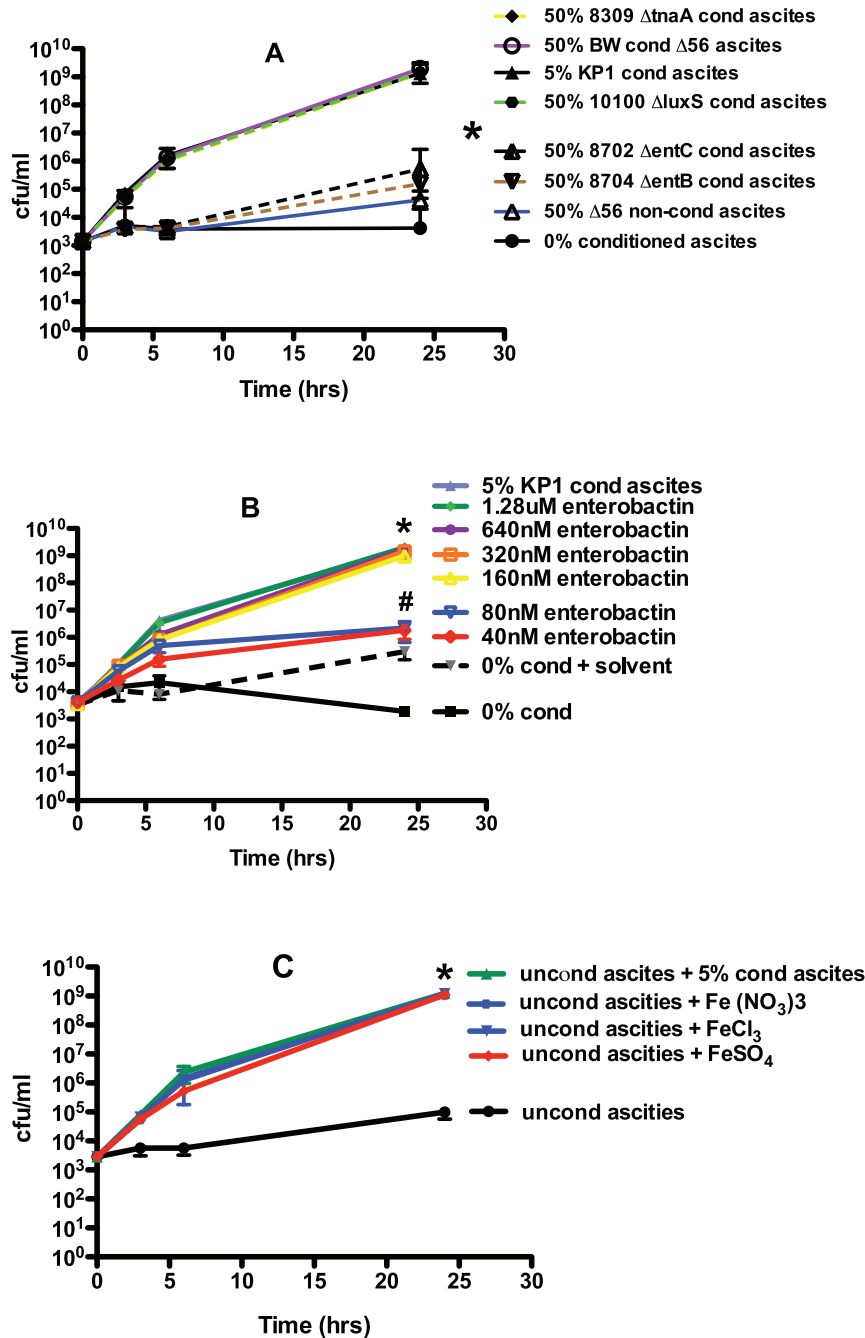 A
cfu/ml
10^10
10^9
10^8
10^7
10^6
10^5
10^4
10^3
10^2
10^1
10^0
0 5 10 15 20 25 30
Time (hrs)
50% 8309 ΔtnaA cond ascites
50% BW cond Δ56 ascites
5% KP1 cond ascites
50% 10100 ΔluxS cond ascites
*
50% 8702 ΔentC cond ascites
50% 8704 ΔentB cond ascites
50% Δ56 non-cond ascites
0% conditioned ascites
B
cfu/ml
10^10
10^9
10^8
10^7
10^6
10^5
10^4
10^3
10^2
10^1
10^0
0 5 10 15 20 25 30
Time (hrs)
*
#
5% KP1 cond ascites
1.28uM enterobactin
640nM enterobactin
320nM enterobactin
160nM enterobactin
80nM enterobactin
40nM enterobactin
0% cond + solvent
0% cond
C
cfu/ml
10^10
10^9
10^8
10^7
10^6
10^5
10^4
10^3
10^2
10^1
10^0
0 5 10 15 20 25 30
Time (hrs)
*
uncond ascites + 5% cond ascites
uncond ascities + Fe (NO₃)3
uncond ascities + FeCl₃
uncond ascities + FeSO₄
uncond ascities